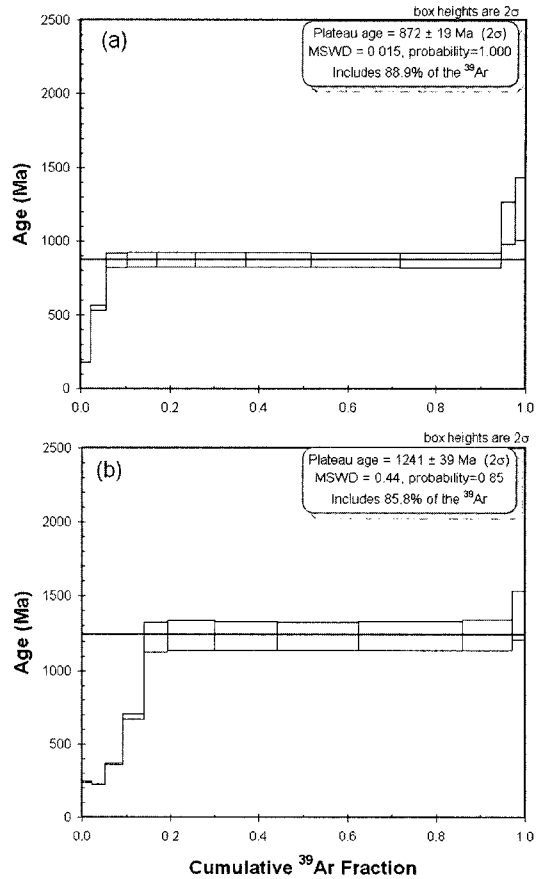 box heights are 2σ
(a)
Plateau age = 872 ± 19 Ma (2σ)
MSWD = 0 015, probability=1.000
Includes 88.9% of the ³⁹Ar
2500
2000
1500
1000
500
0
Age (Ma)
0.0 0.2 0.4 0.6 0.8 1.0
box heights are 2σ
(b)
Plateau age = 1241 ± 39 Ma (2σ)
MSWD = 0.44, probability=0.85
Includes 85.8% of the ³⁹Ar
2500
2000
1500
1000
500
0
Age (Ma)
0.0 0 2 0 4 0.6 0.8 1.0
Cumulative ³⁹Ar Fraction